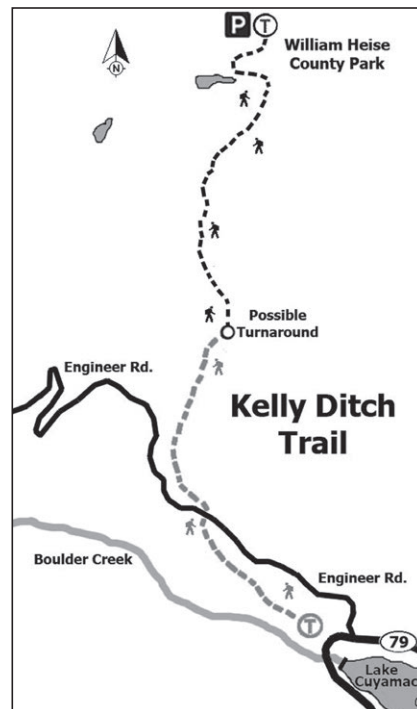 P T
William Heise
County Park
N
Possible
Turnaround
Engineer Rd.
Kelly Ditch
Trail
Boulder Creek
Engineer Rd.
T
79
Lake
Cuyamac